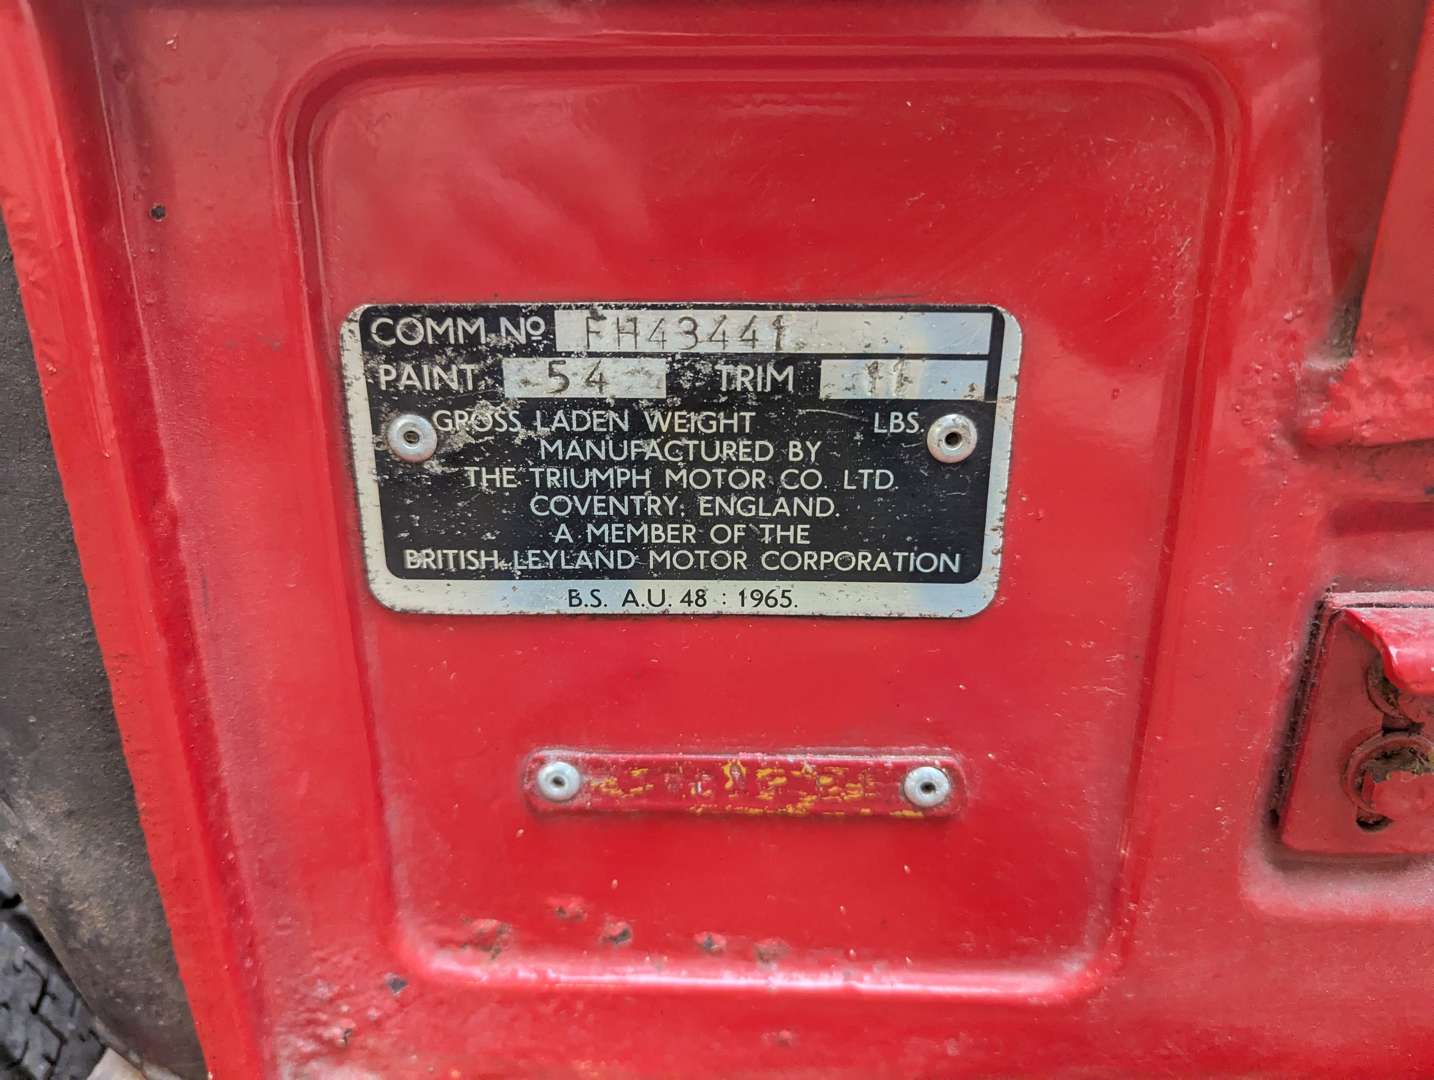 COMM. Nº FH43441
PAINT. 54 TRIM 11
GROSS LADEN WEIGHT LBS.
MANUFACTURED BY
THE TRIUMPH MOTOR CO. LTD.
COVENTRY. ENGLAND.
A MEMBER OF THE
BRITISH LEYLAND MOTOR CORPORATION
B.S. A.U. 48 : 1965.